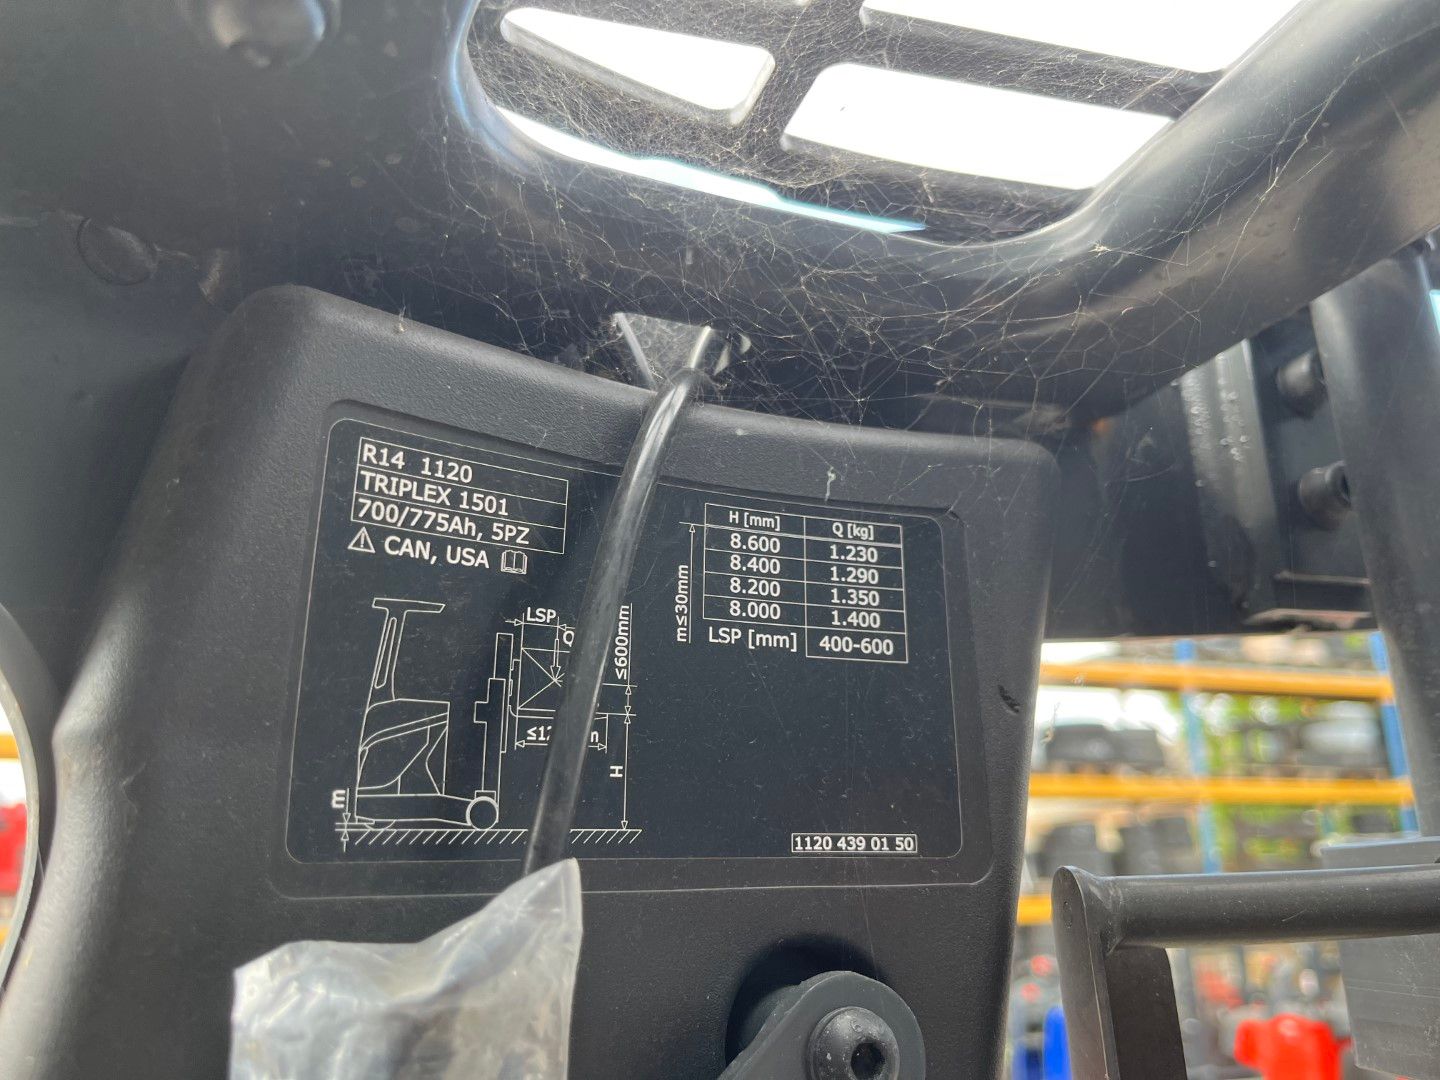 R14 1120
TRIPLEX 1501
700/775Ah, 5PZ
CAN, USA
H [mm] Q [kg]
8.600 1.230
8.400 1.290
8.200 1.350
8.000 1.400
LSP [mm] 400-600
m≤30mm
LSP
Q
≤600mm
H
m
1120 439 01 50